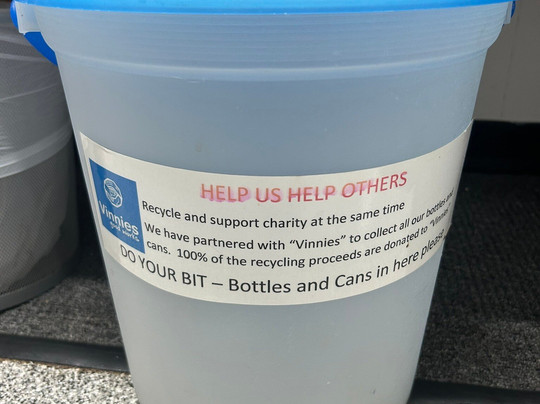 HELP US HELP OTHERS
Vinnies
good works
Recycle and support charity at the same time
We have partnered with “Vinnies” to collect all our bottles and
cans. 100% of the recycling proceeds are donated to “Vinnies
DO YOUR BIT – Bottles and Cans in here please